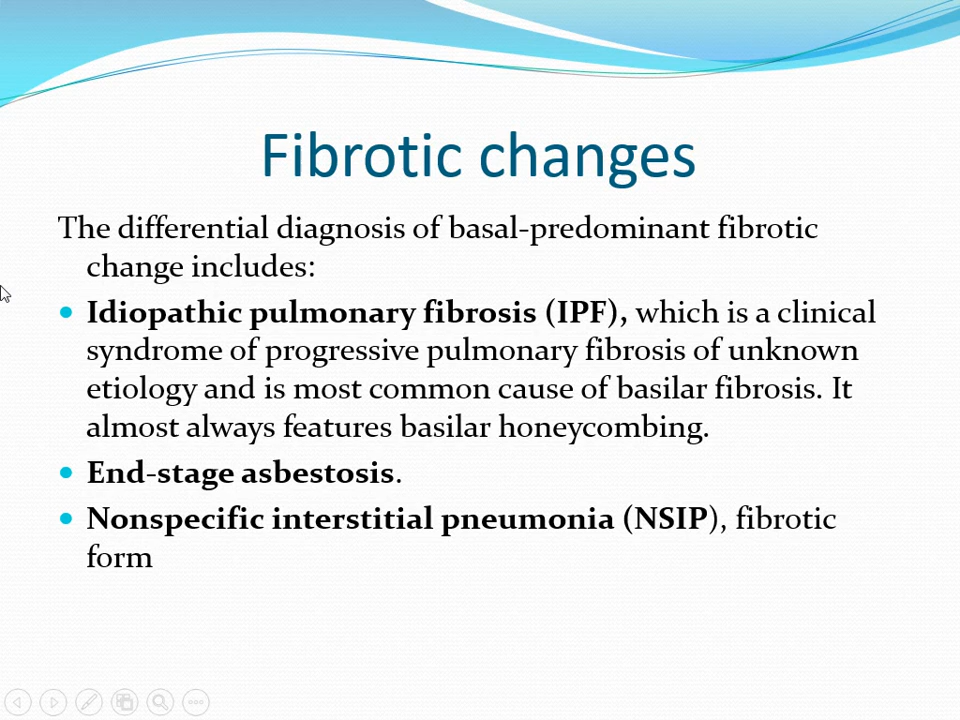 Fibrotic changes
The differential diagnosis of basal-predominant fibrotic
change includes:
• Idiopathic pulmonary fibrosis (IPF), which is a clinical
syndrome of progressive pulmonary fibrosis of unknown
etiology and is most common cause of basilar fibrosis. It
almost always features basilar honeycombing.
• End-stage asbestosis.
• Nonspecific interstitial pneumonia (NSIP), fibrotic
form